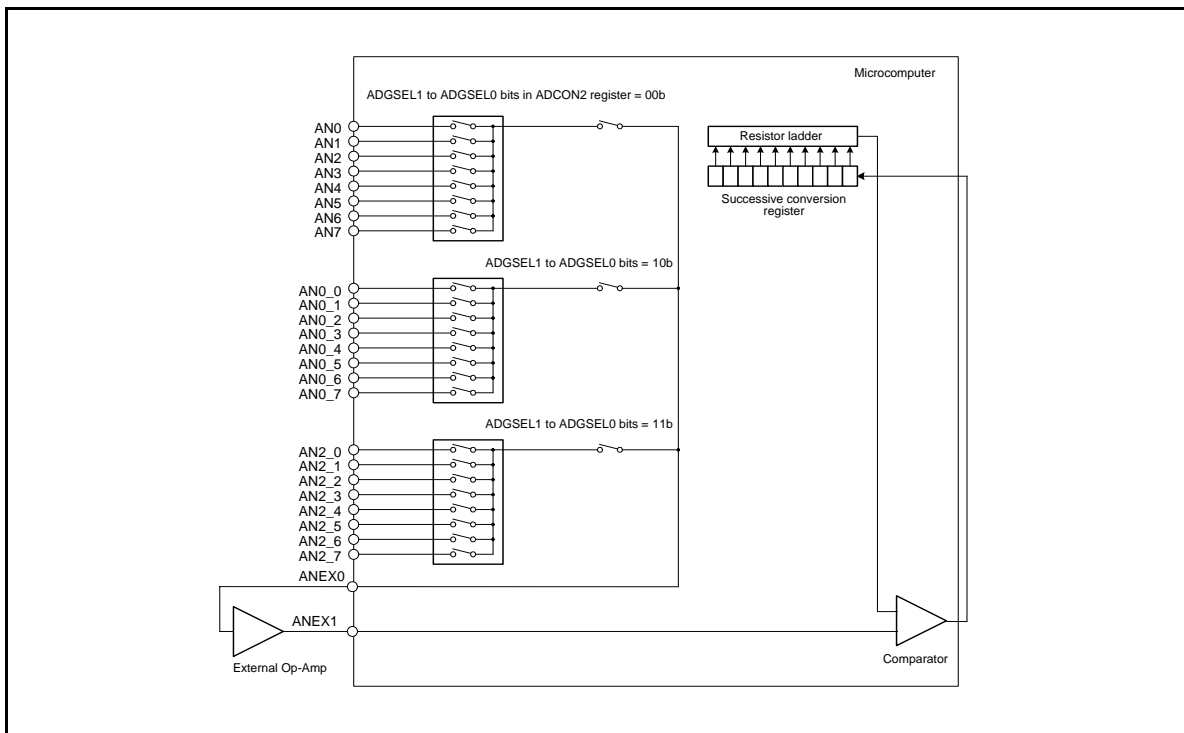 Microcomputer
ADGSEL1 to ADGSEL0 bits in ADCON2 register = 00b
AN0
AN1
AN2
AN3
AN4
AN5
AN6
AN7
Resistor ladder
Successive conversion
register
ADGSEL1 to ADGSEL0 bits = 10b
AN0_0
AN0_1
AN0_2
AN0_3
AN0_4
AN0_5
AN0_6
AN0_7
ADGSEL1 to ADGSEL0 bits = 11b
AN2_0
AN2_1
AN2_2
AN2_3
AN2_4
AN2_5
AN2_6
AN2_7
ANEX0
ANEX1
External Op-Amp
Comparator